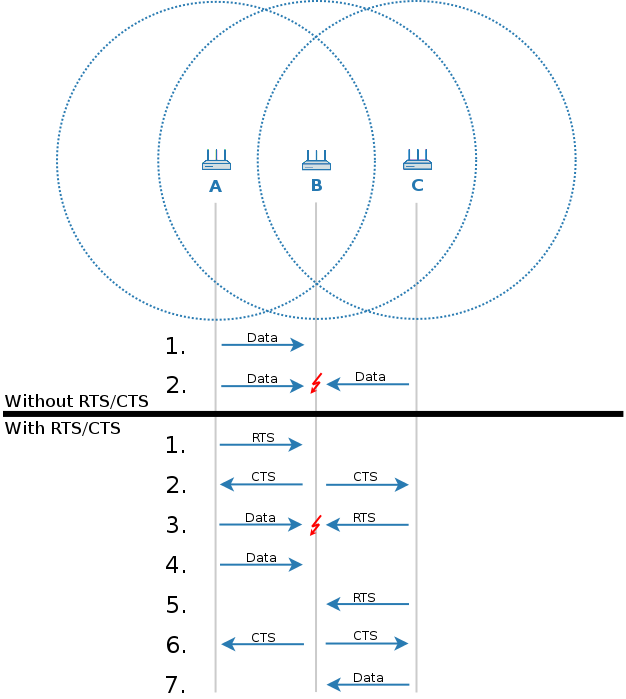 A B C
1. Data
2. Data Data
Without RTS/CTS
With RTS/CTS
1. RTS
2. CTS CTS
3. Data RTS
4. Data
5. RTS
6. CTS CTS
7. Data